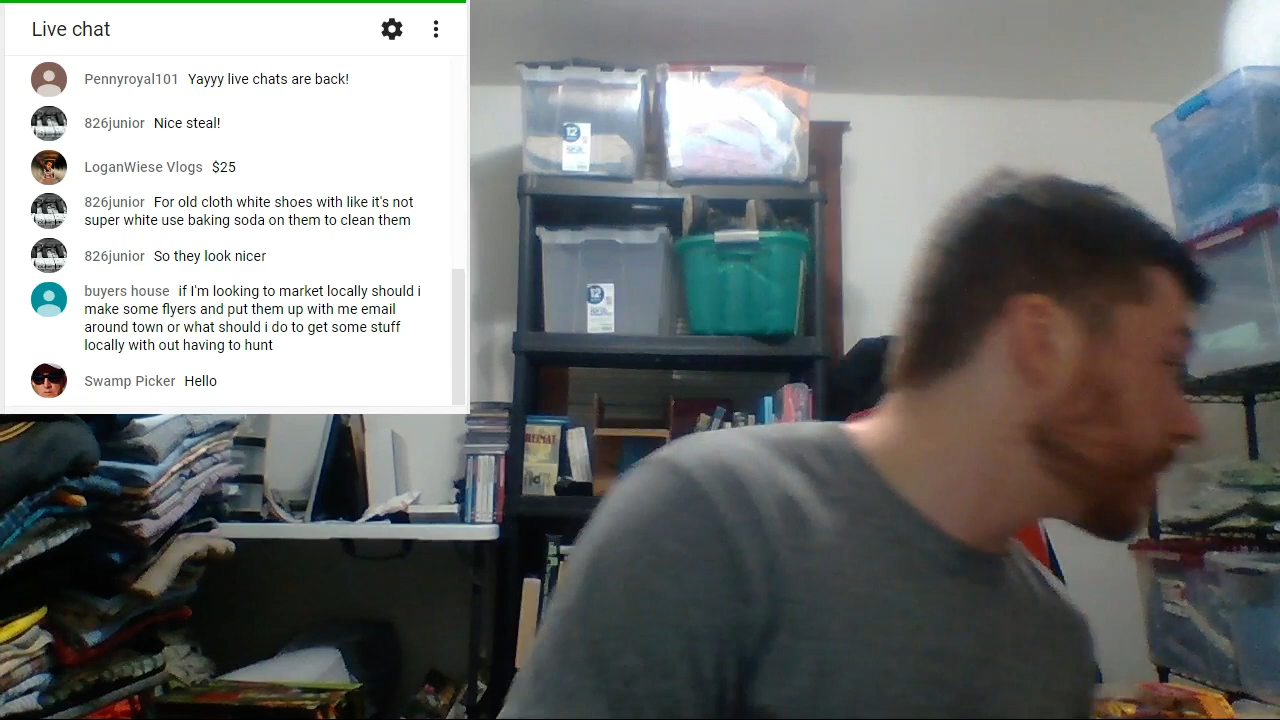 Live chat
Pennyroyal101 Yayyy live chats are back!
826junior Nice steal!
LoganWiese Vlogs $25
826junior For old cloth white shoes with like it's not
super white use baking soda on them to clean them
826junior So they look nicer
buyers house if I'm looking to market locally should i
make some flyers and put them up with me email
around town or what should i do to get some stuff
locally with out having to hunt
Swamp Picker Hello
12
12